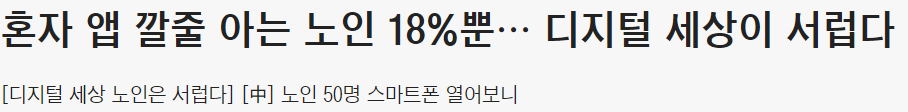 혼자 앱 깔줄 아는 노인 18%뿐… 디지털 세상이 서럽다
[디지털 세상 노인은 서럽다] [中] 노인 50명 스마트폰 열어보니